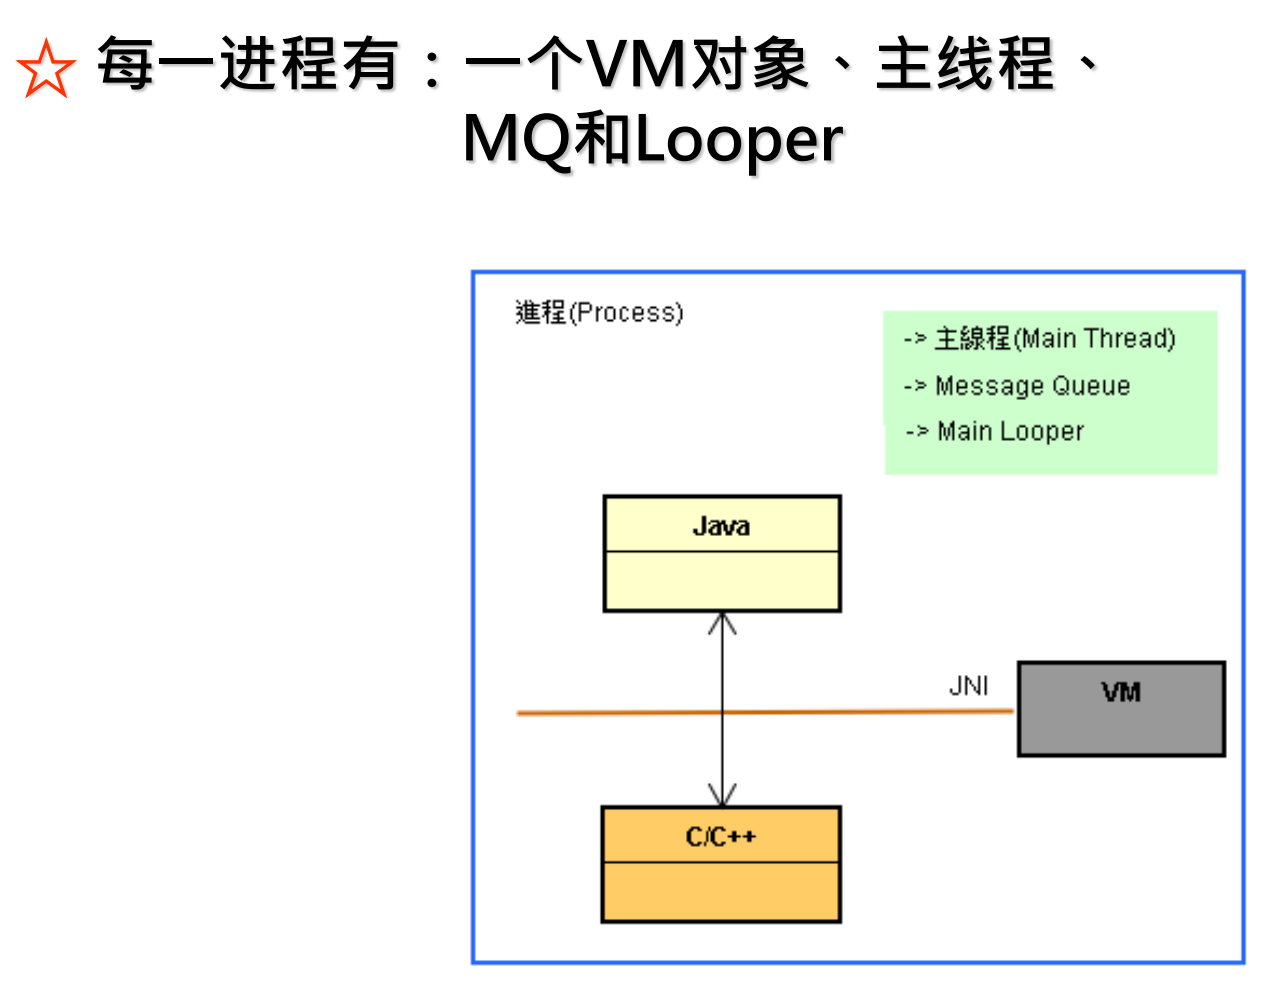 ☆ 每一进程有：一个VM对象、主线程、
MQ和Looper
進程(Process)
-> 主線程(Main Thread)
-> Message Queue
-> Main Looper
Java
JNI
VM
C/C++